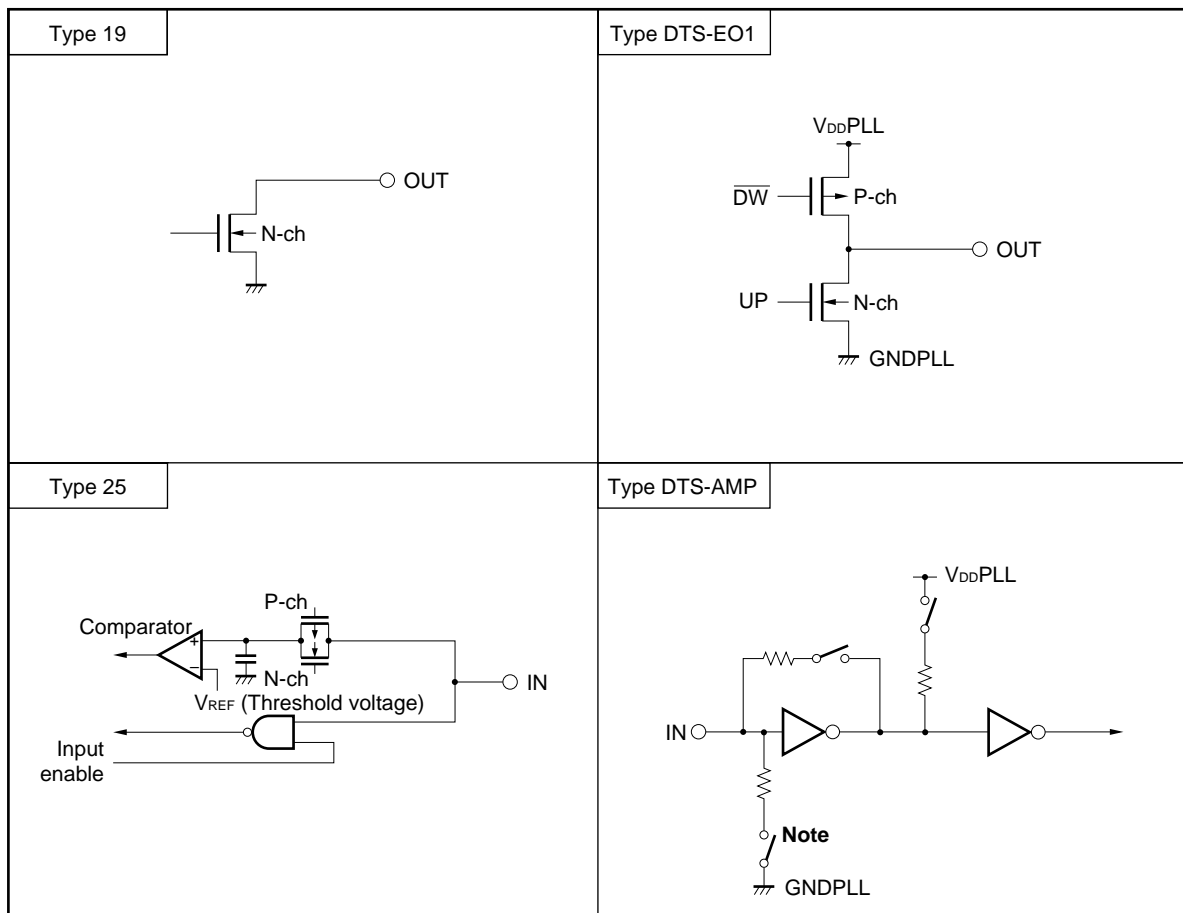 Type 19
OUT
N-ch
Type DTS-EO1
VDDPLL
DW
P-ch
OUT
UP
N-ch
GNDPLL
Type 25
P-ch
Comparator
+
−
N-ch
IN
VREF (Threshold voltage)
Input
enable
Type DTS-AMP
VDDPLL
IN
Note
GNDPLL